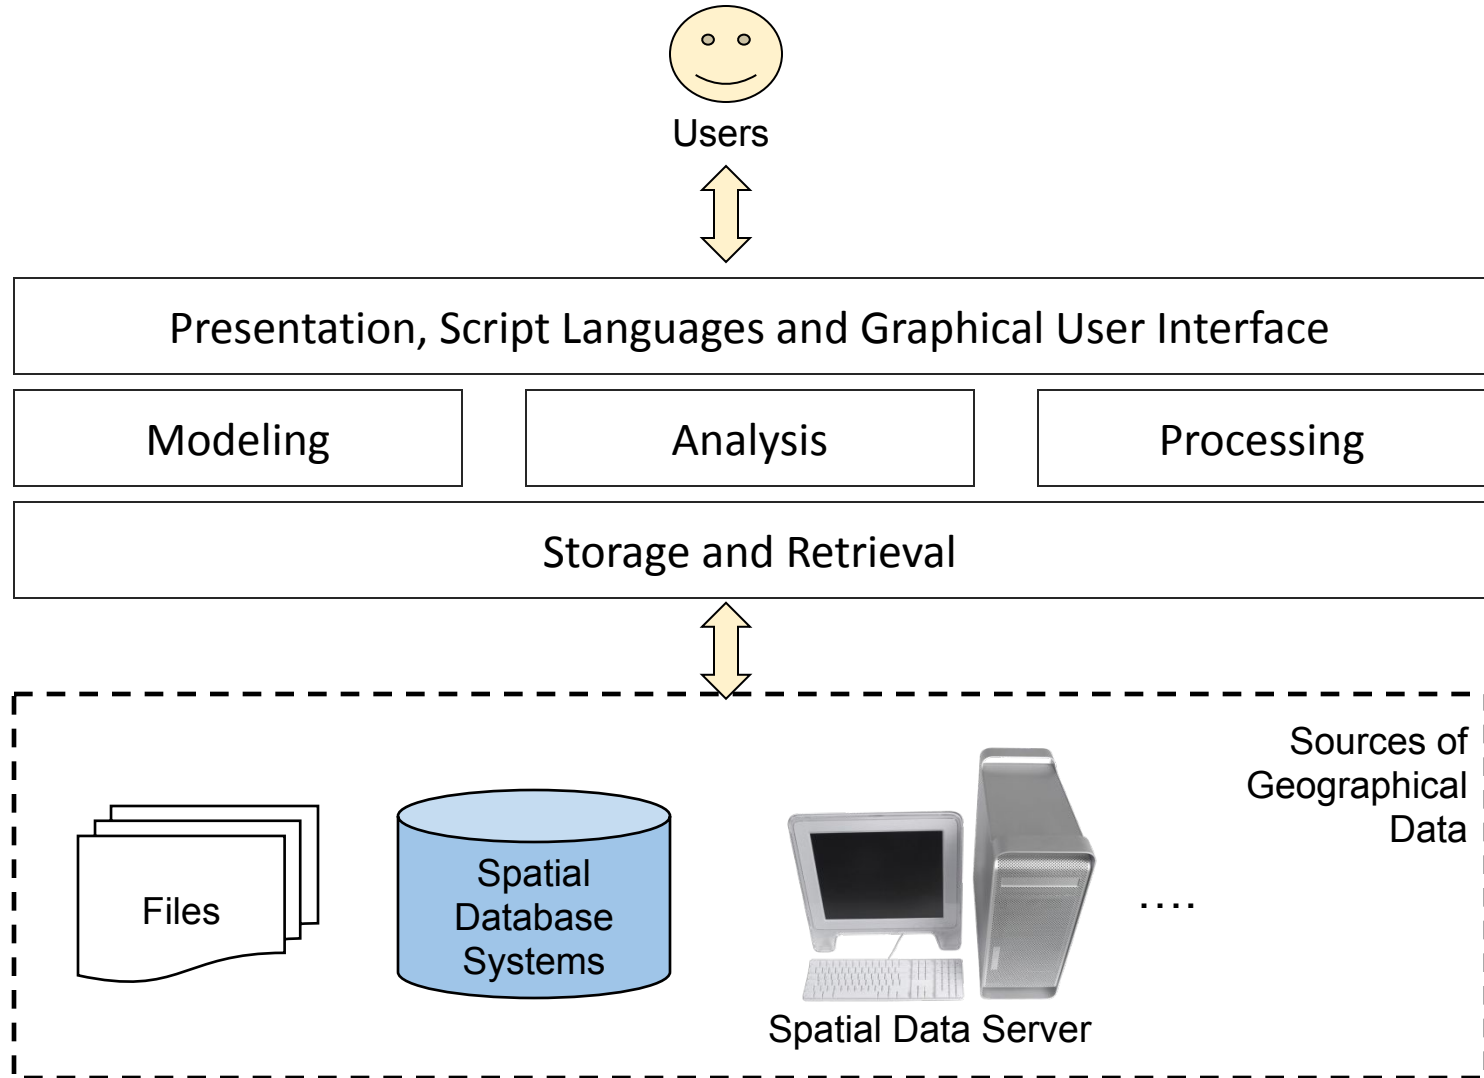 Users
Presentation, Script Languages and Graphical User Interface
Modeling
Analysis
Processing
Storage and Retrieval
Sources of
Geographical
Data
Files
Spatial
Database
Systems
....
Spatial Data Server